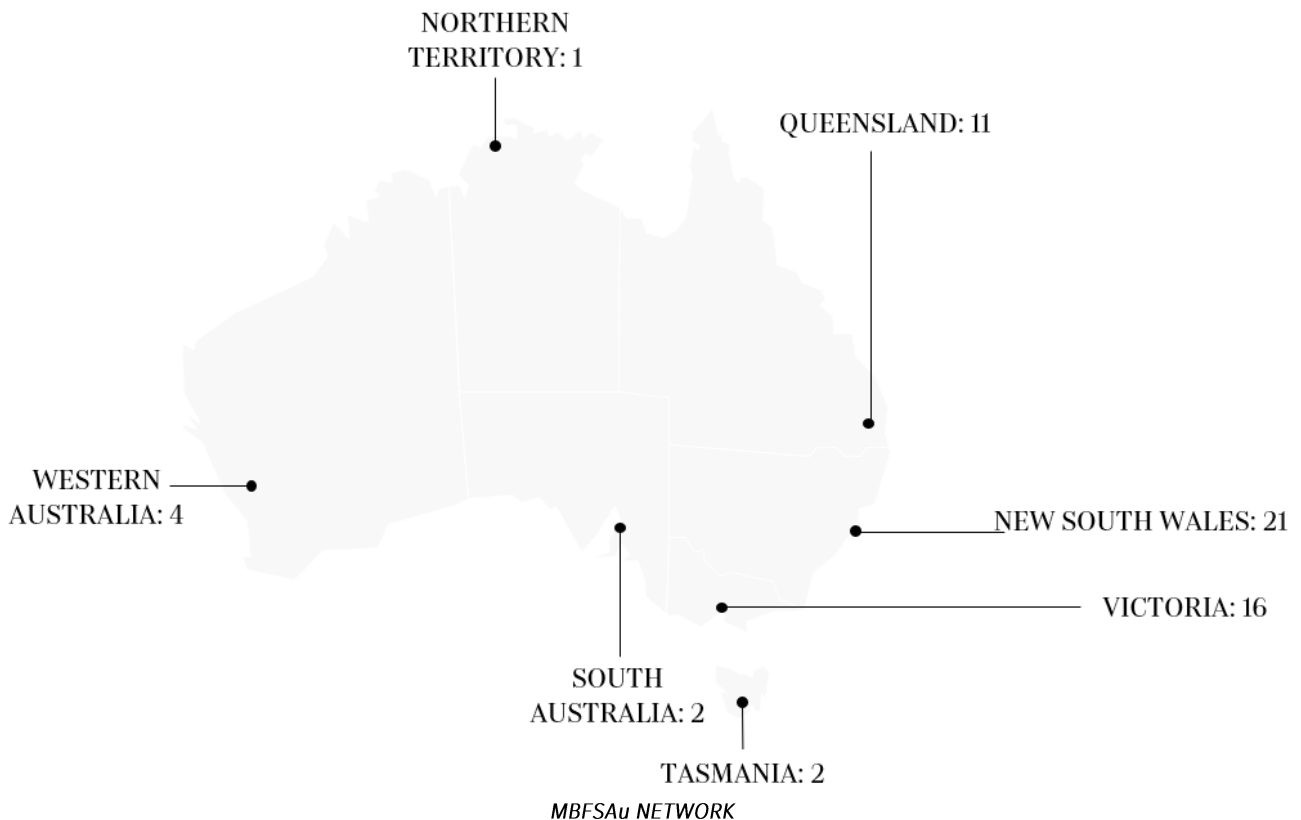 NORTHERN
TERRITORY: 1
QUEENSLAND: 11
WESTERN
AUSTRALIA: 4
NEW SOUTH WALES: 21
VICTORIA: 16
SOUTH
AUSTRALIA: 2
TASMANIA: 2
MBFSAu NETWORK